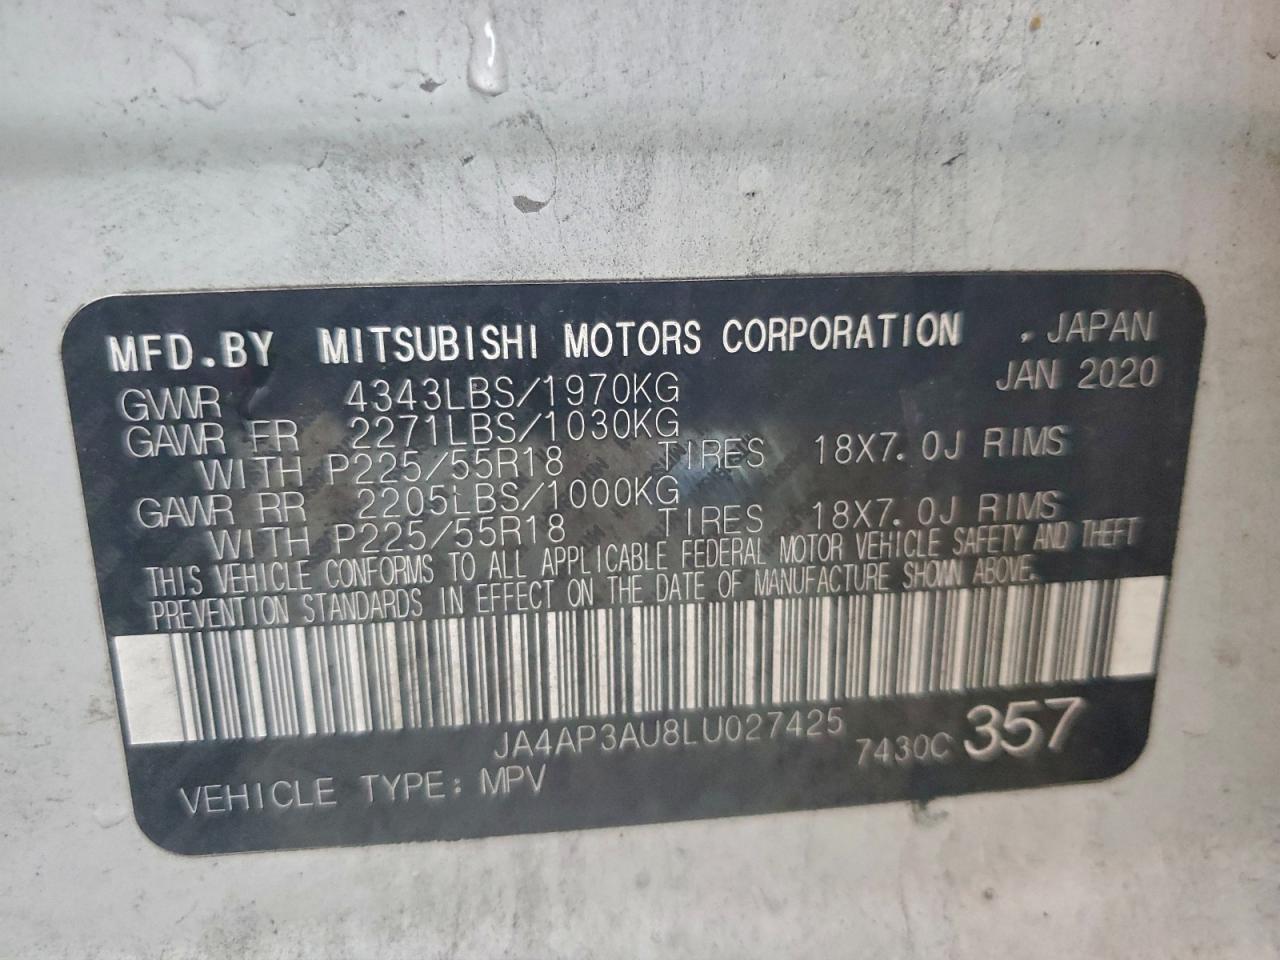 MFD.BY MITSUBISHI MOTORS CORPORATION . JAPAN
GVWR 4343LBS/1970KG JAN 2020
GAWR FR 2271LBS/1030KG
WITH P225/55R18 TIRES 18X7.0J RIMS
GAWR RR 2205LBS/1000KG
WITH P225/55R18 TIRES 18X7.0J RIMS
THIS VEHICLE CONFORMS TO ALL APPLICABLE FEDERAL MOTOR VEHICLE SAFETY AND THEFT
PREVENTION STANDARDS IN EFFECT ON THE DATE OF MANUFACTURE SHOWN ABOVE.
JA4AP3AU8LU027425 7430C 357
VEHICLE TYPE: MPV